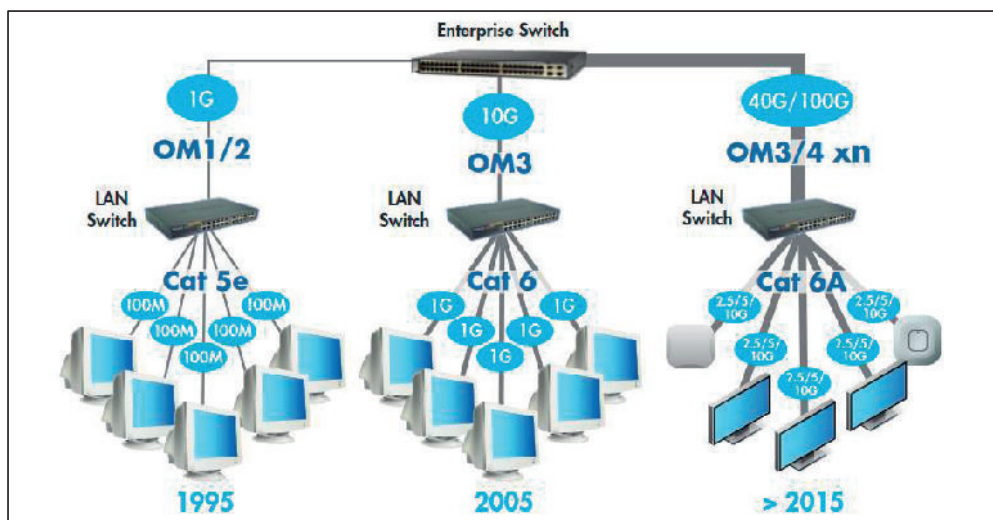 Enterprise Switch
1G
10G
40G/100G
OM1/2
OM3
OM3/4 xn
LAN
Switch
LAN
Switch
LAN
Switch
Cat 5e
100M
100M
100M
100M
100M
Cat 6
1G
1G
1G
1G
1G
Cat 6A
2.5/5/
10G
2.5/5/
10G
2.5/5/
10G
2.5/5/
10G
2.5/5/
10G
1995
2005
> 2015